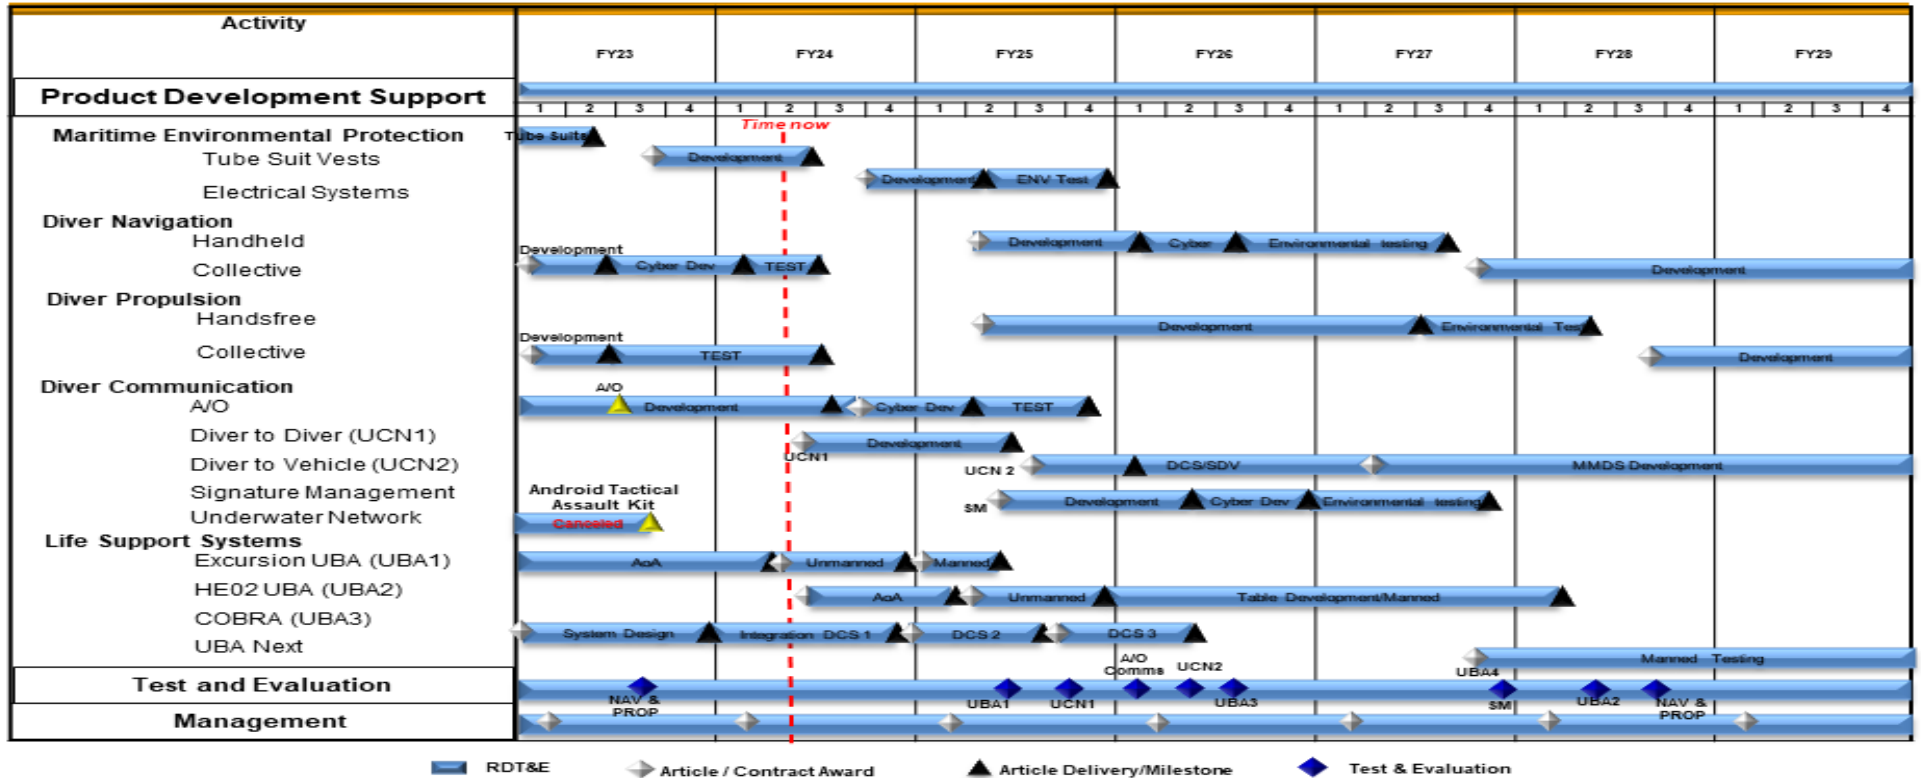 Activity
FY23 FY24 FY25 FY26 FY27 FY28 FY29
Product Development Support
1 2 3 4 1 2 3 4 1 2 3 4 1 2 3 4 1 2 3 4 1 2 3 4 1 2 3 4
Time now
Maritime Environmental Protection Tube Suits
Tube Suit Vests Development
Electrical Systems Development ENV Test
Diver Navigation
Handheld Development Cyber Environmental testing
Development
Collective Cyber Dev TEST Development
Diver Propulsion
Handsfree Development Environmental Test
Development
Collective TEST Development
Diver Communication
A/O
A/O Development Cyber Dev TEST
Diver to Diver (UCN1) Development
UCN1
Diver to Vehicle (UCN2) UCN 2 DCS/SDV MMDS Development
Signature Management SM Development Cyber Dev Environmental testing
Android Tactical
Assault Kit
Underwater Network Canceled
Life Support Systems
Excursion UBA (UBA1) AoA Unmanned Manned
HE02 UBA (UBA2) AoA Unmanned Table Development/Manned
COBRA (UBA3) System Design Integration DCS 1 DCS 2 DCS 3
UBA Next Manned Testing
A/O
Comms UCN2 UBA4
Test and Evaluation
NAV &
PROP UBA1 UCN1 UBA3 SM UBA2 NAV &
PROP
Management
RDT&E Article / Contract Award Article Delivery/Milestone Test & Evaluation